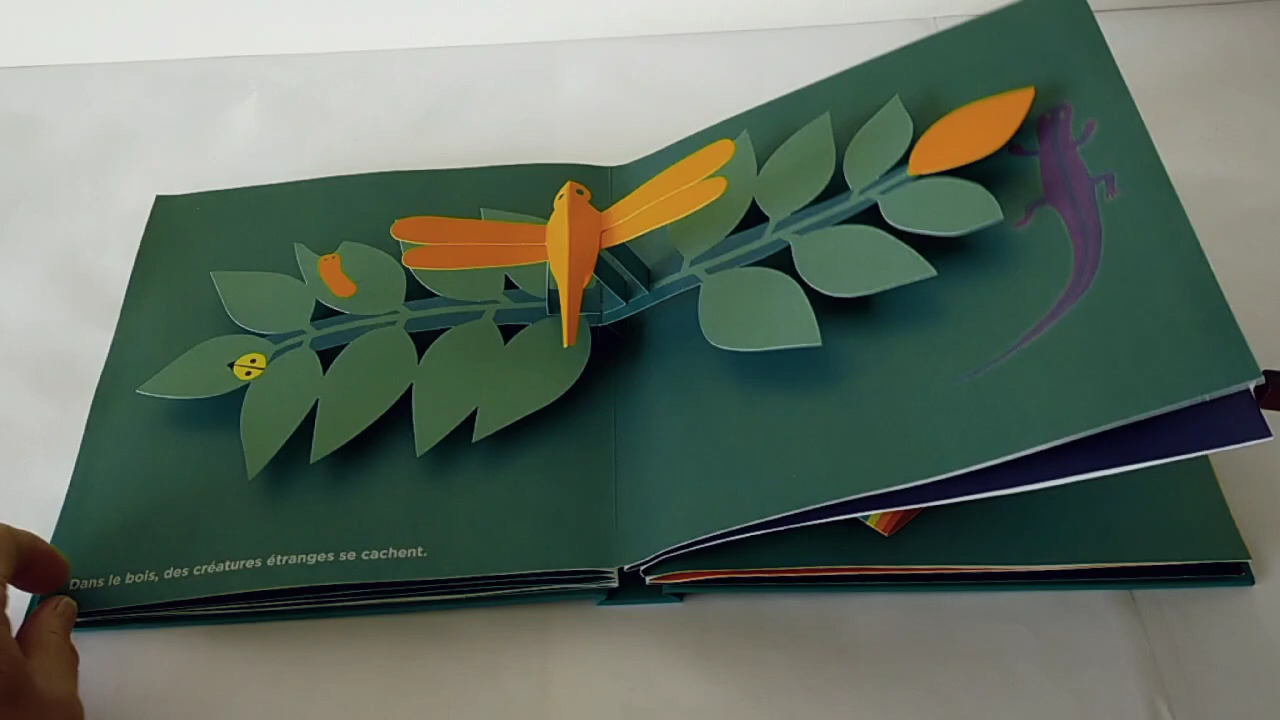 Dans le bois, des créatures étranges se cachent.